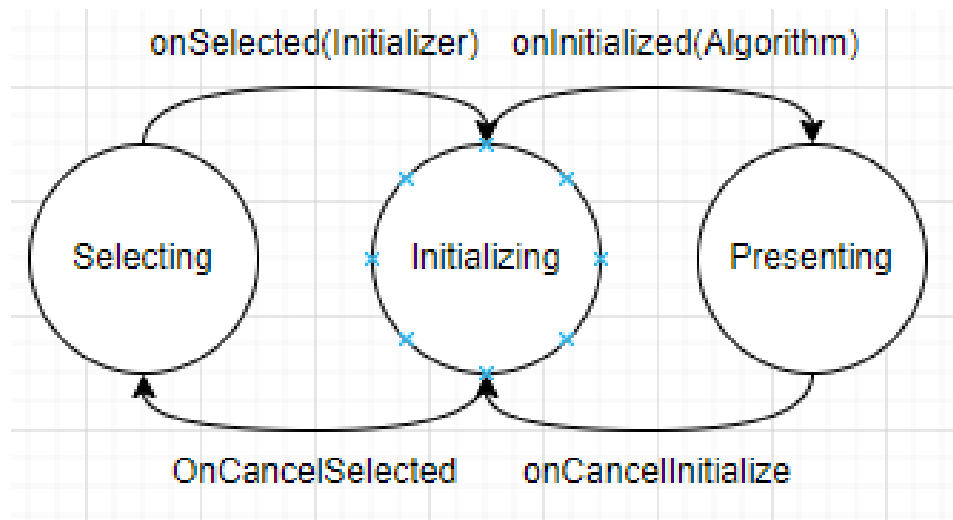 onSelected(Initializer) onInitialized(Algorithm)
Selecting Initializing Presenting
OnCancelSelected onCancelInitialize